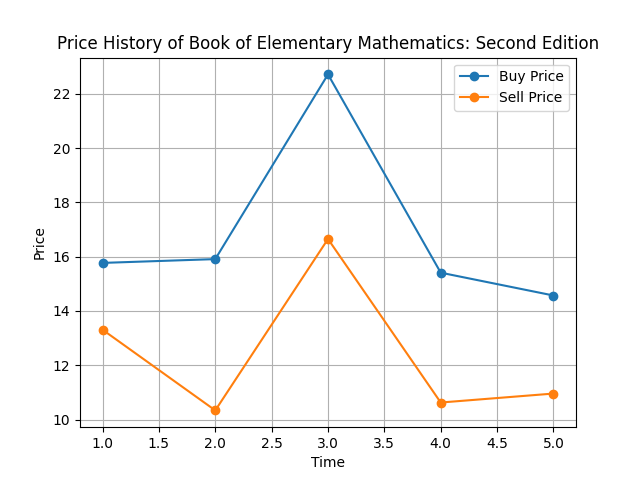 Price History of Book of Elementary Mathematics: Second Edition
Buy Price
Sell Price
Price
22
20
18
16
14
12
10
1.0 1.5 2.0 2.5 3.0 3.5 4.0 4.5 5.0
Time